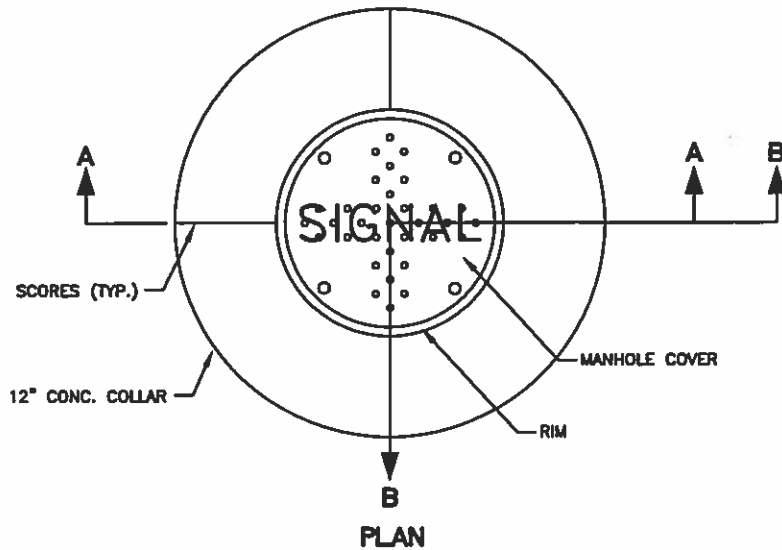 A
A
B
SIGNAL
SCORES (TYP.)
MANHOLE COVER
12" CONC. COLLAR
RIM
B
PLAN